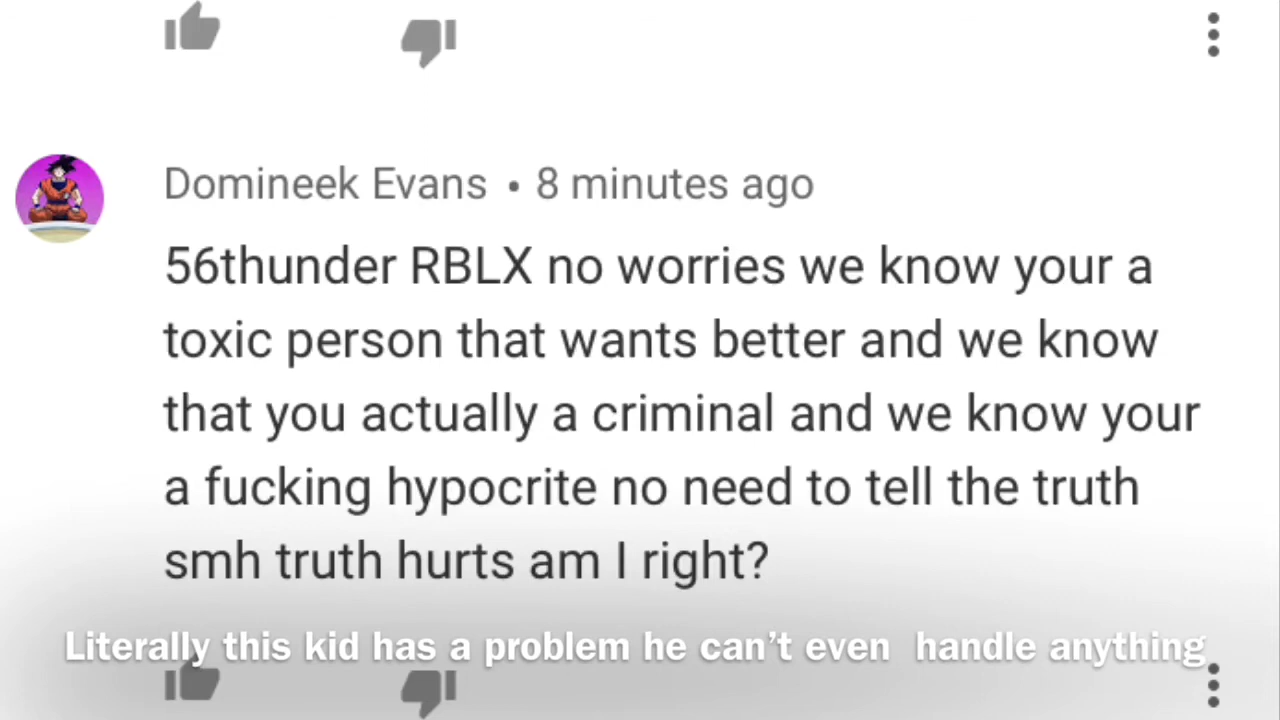 Domineek Evans • 8 minutes ago
56thunder RBLX no worries we know your a
toxic person that wants better and we know
that you actually a criminal and we know your
a fucking hypocrite no need to tell the truth
smh truth hurts am I right?
Literally this kid has a problem he can’t even  handle anything